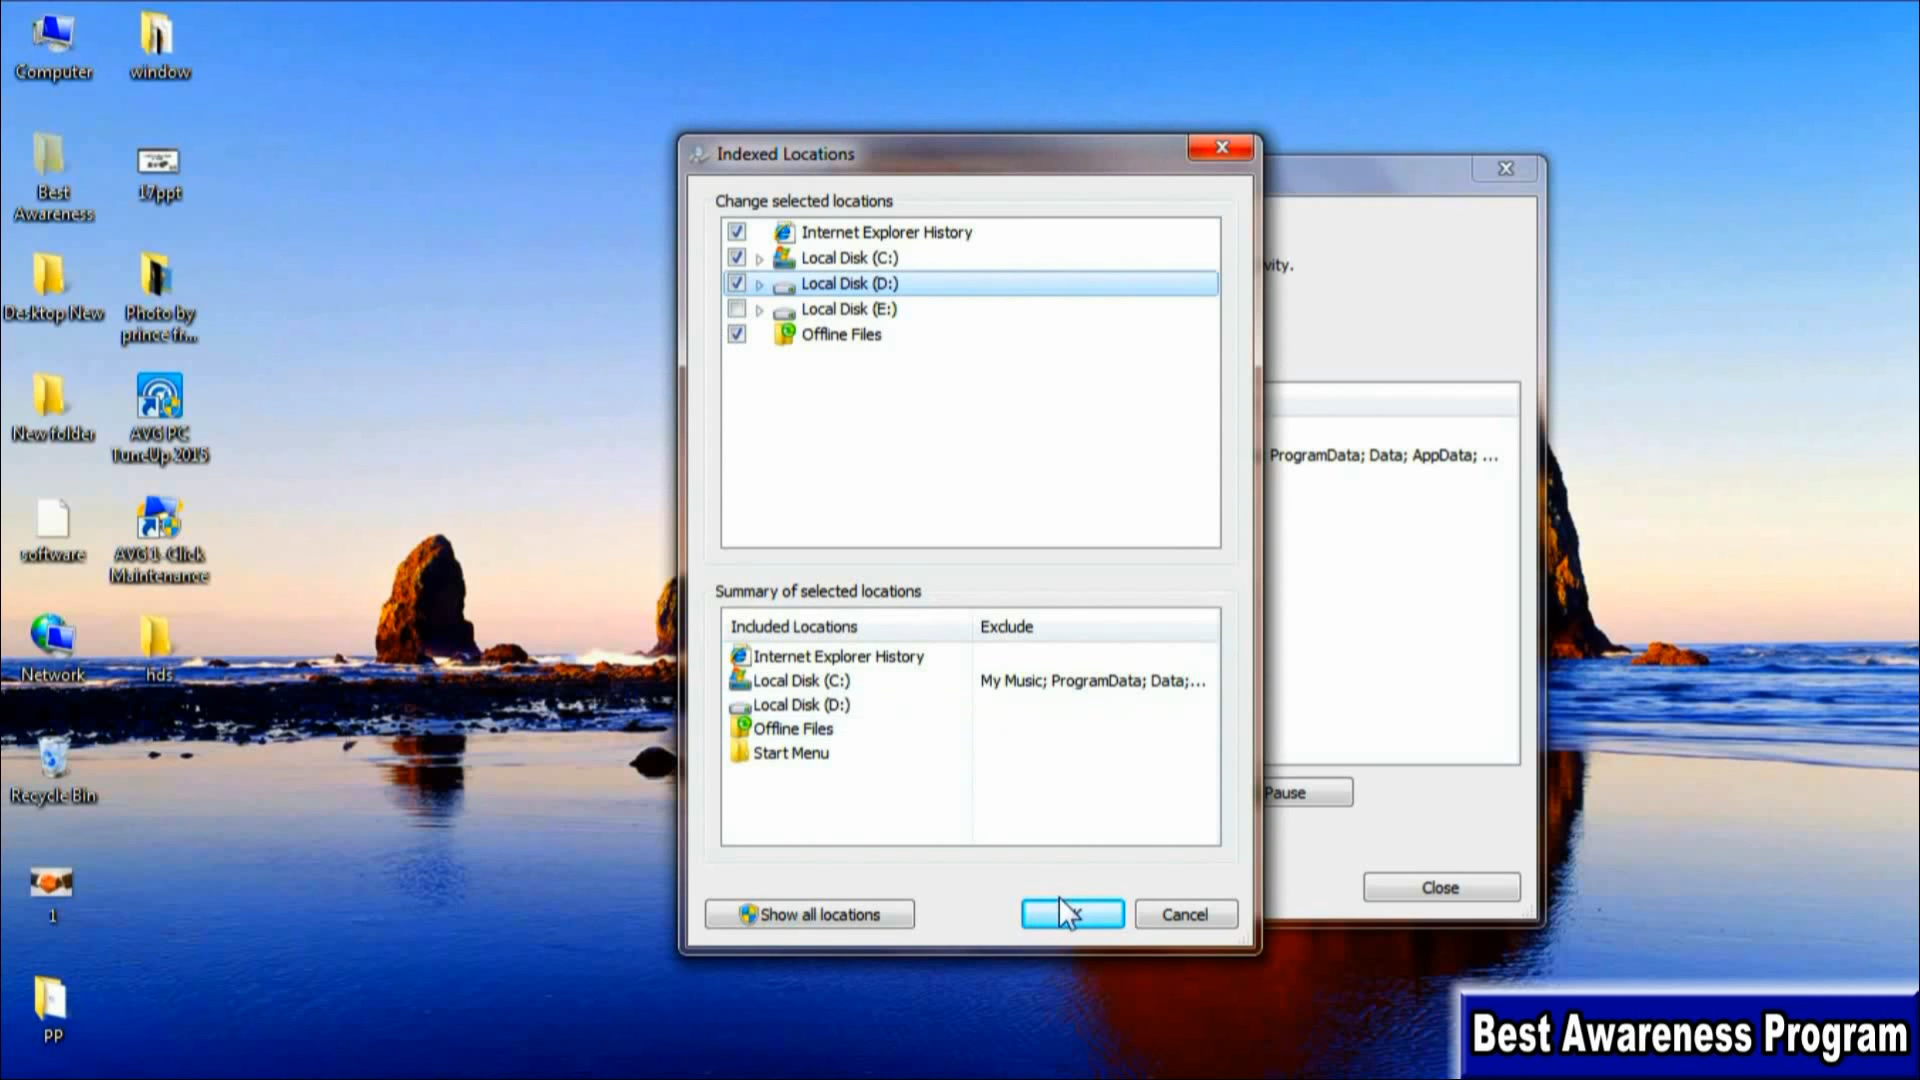 Computer
window
Best
Awareness
17ppt
Desktop New
Photo by
prince fr...
New folder
AVG PC
TuneUp 2015
software
AVG 1-Click
Maintenance
Network
hds
Recycle Bin
1
PP
Indexed Locations
Change selected locations
Internet Explorer History
Local Disk (C:)
Local Disk (D:)
Local Disk (E:)
Offline Files
Summary of selected locations
Included Locations Exclude
Internet Explorer History
Local Disk (C:) My Music; ProgramData; Data;...
Local Disk (D:)
Offline Files
Start Menu
Show all locations
Cancel
vity.
ProgramData; Data; AppData; ...
Pause
Close
Best Awareness Program